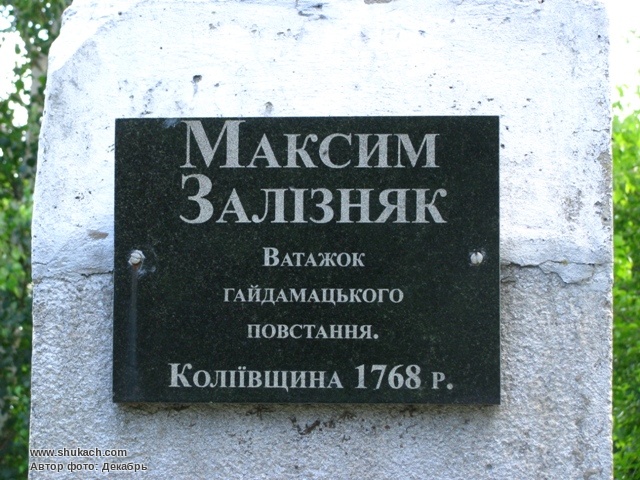 Максим
Залізняк
Ватажок
гайдамацького
повстання.
Коліївщина 1768 р.
www.shukach.com
Автор фото: Декабрь